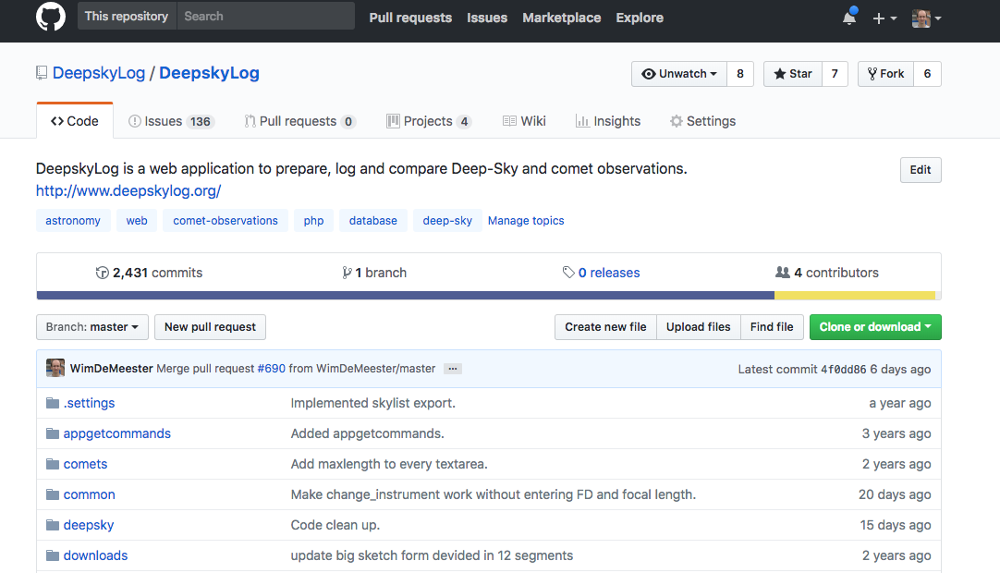 This repository Search Pull requests Issues Marketplace Explore
DeepskyLog / DeepskyLog Unwatch 8 Star 7 Fork 6
Code Issues 136 Pull requests 0 Projects 4 Wiki Insights Settings
DeepskyLog is a web application to prepare, log and compare Deep-Sky and comet observations. Edit
http://www.deepskylog.org/
astronomy web comet-observations php database deep-sky Manage topics
2,431 commits 1 branch 0 releases 4 contributors
Branch: master New pull request Create new file Upload files Find file Clone or download
WimDeMeester Merge pull request #690 from WimDeMeester/master ... Latest commit 4f0dd86 6 days ago
.settings Implemented skylist export. a year ago
appgetcommands Added appgetcommands. 3 years ago
comets Add maxlength to every textarea. 2 years ago
common Make change_instrument work without entering FD and focal length. 20 days ago
deepsky Code clean up. 15 days ago
downloads update big sketch form devided in 12 segments 2 years ago